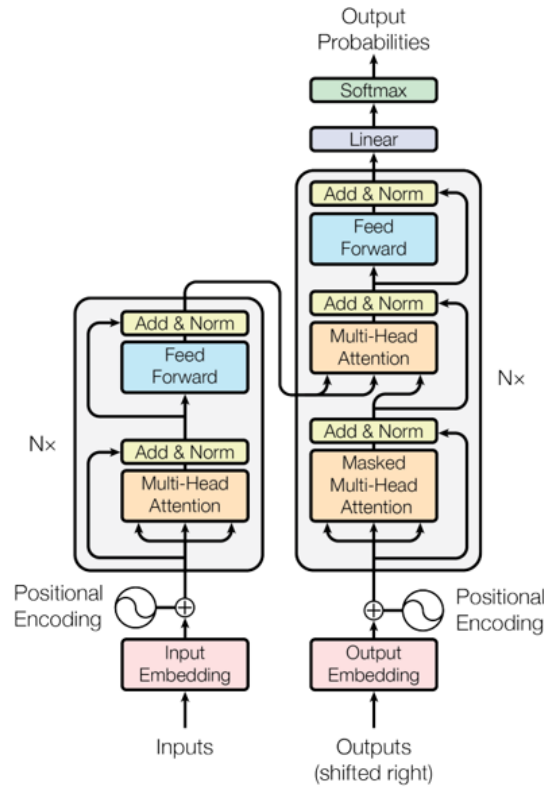 Output
Probabilities
Softmax
Linear
Add & Norm
Feed
Forward
Add & Norm
Multi-Head
Attention
Add & Norm
Masked
Multi-Head
Attention
N×
Add & Norm
Feed
Forward
Add & Norm
Multi-Head
Attention
N×
Positional
Encoding
Positional
Encoding
Input
Embedding
Output
Embedding
Inputs
Outputs
(shifted right)